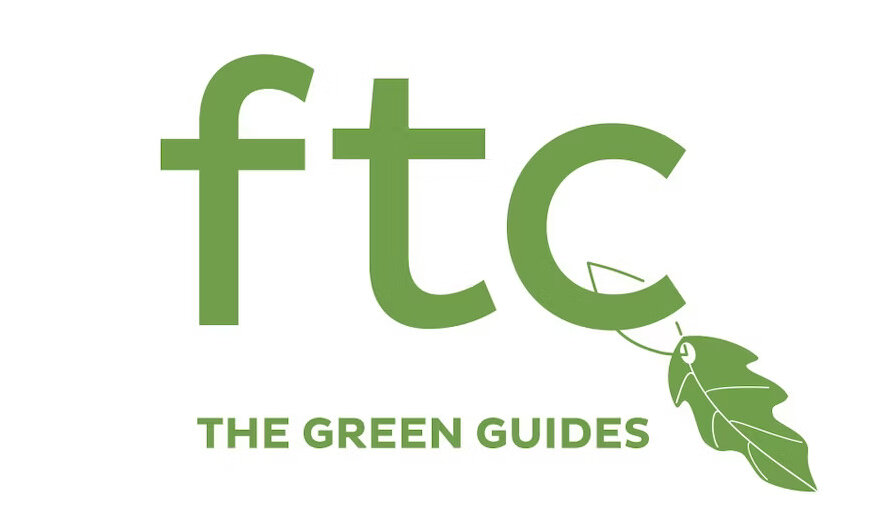 ftc
THE GREEN GUIDES